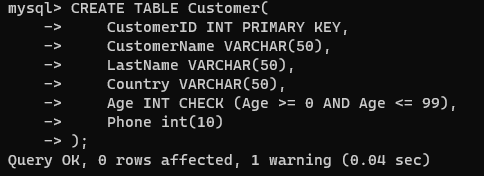 mysql> CREATE TABLE Customer(
    ->     CustomerID INT PRIMARY KEY,
    ->     CustomerName VARCHAR(50),
    ->     LastName VARCHAR(50),
    ->     Country VARCHAR(50),
    ->     Age INT CHECK (Age >= 0 AND Age <= 99),
    ->     Phone int(10)
    -> );
Query OK, 0 rows affected, 1 warning (0.04 sec)